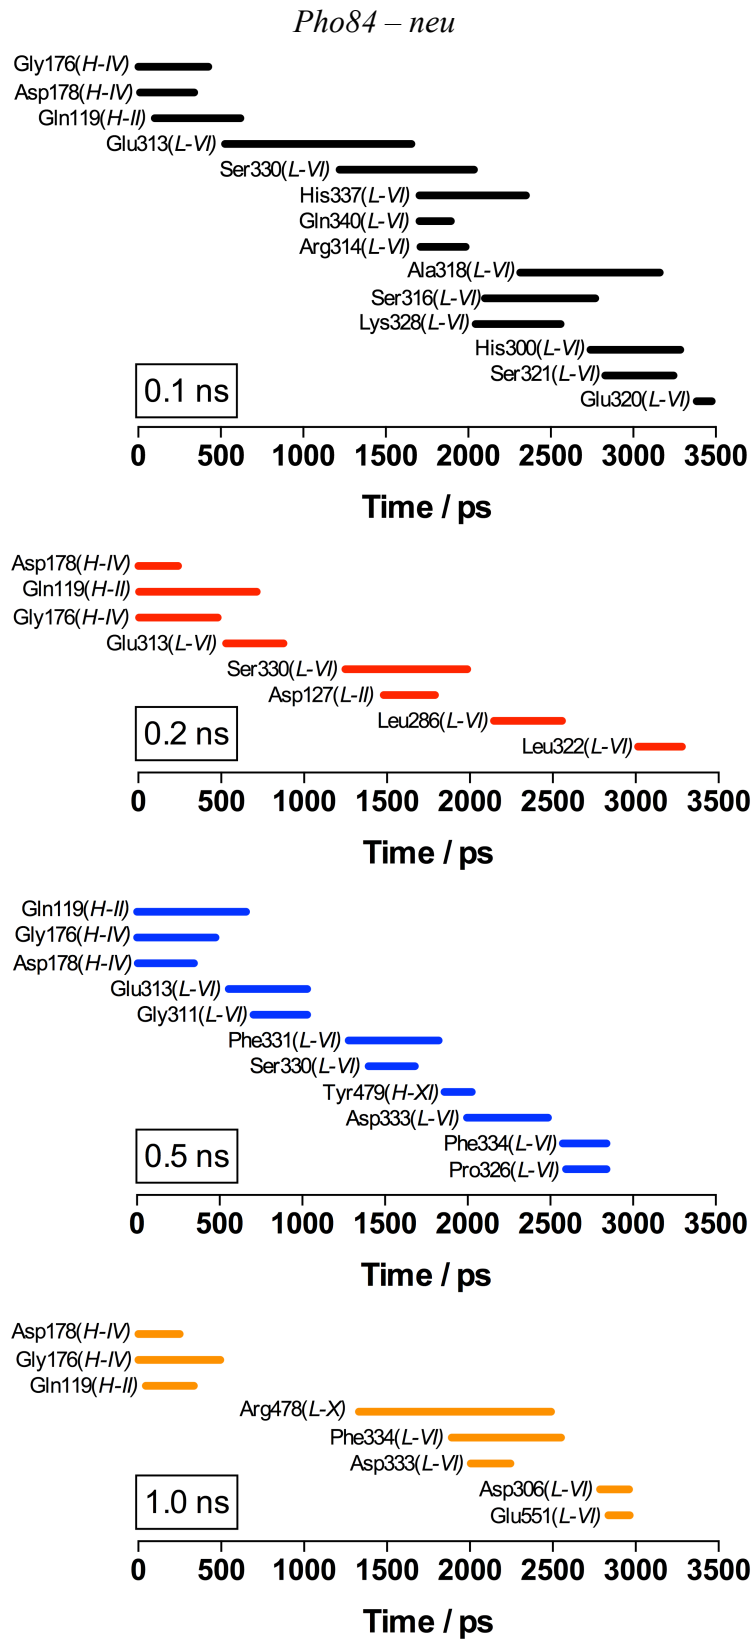 Pho84 – neu
Gly176(H-IV)
Asp178(H-IV)
Gln119(H-II)
Glu313(L-VI)
Ser330(L-VI)
His337(L-VI)
Gln340(L-VI)
Arg314(L-VI)
Ala318(L-VI)
Ser316(L-VI)
Lys328(L-VI)
His300(L-VI)
Ser321(L-VI)
Glu320(L-VI)
0.1 ns
0 500 1000 1500 2000 2500 3000 3500
Time / ps
Asp178(H-IV)
Gln119(H-II)
Gly176(H-IV)
Glu313(L-VI)
Ser330(L-VI)
Asp127(L-II)
Leu286(L-VI)
Leu322(L-VI)
0.2 ns
0 500 1000 1500 2000 2500 3000 3500
Time / ps
Gln119(H-II)
Gly176(H-IV)
Asp178(H-IV)
Glu313(L-VI)
Gly311(L-VI)
Phe331(L-VI)
Ser330(L-VI)
Tyr479(H-XI)
Asp333(L-VI)
Phe334(L-VI)
Pro326(L-VI)
0.5 ns
0 500 1000 1500 2000 2500 3000 3500
Time / ps
Asp178(H-IV)
Gly176(H-IV)
Gln119(H-II)
Arg478(L-X)
Phe334(L-VI)
Asp333(L-VI)
Asp306(L-VI)
Glu551(L-VI)
1.0 ns
0 500 1000 1500 2000 2500 3000 3500
Time / ps